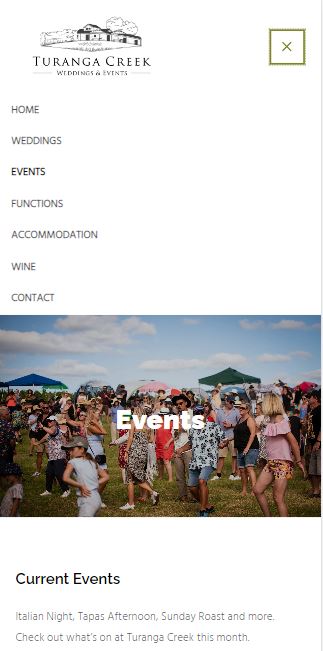 TURANGA CREEK
WEDDINGS & EVENTS
HOME
WEDDINGS
EVENTS
FUNCTIONS
ACCOMMODATION
WINE
CONTACT
Events
Current Events
Italian Night, Tapas Afternoon, Sunday Roast and more.
Check out what's on at Turanga Creek this month.